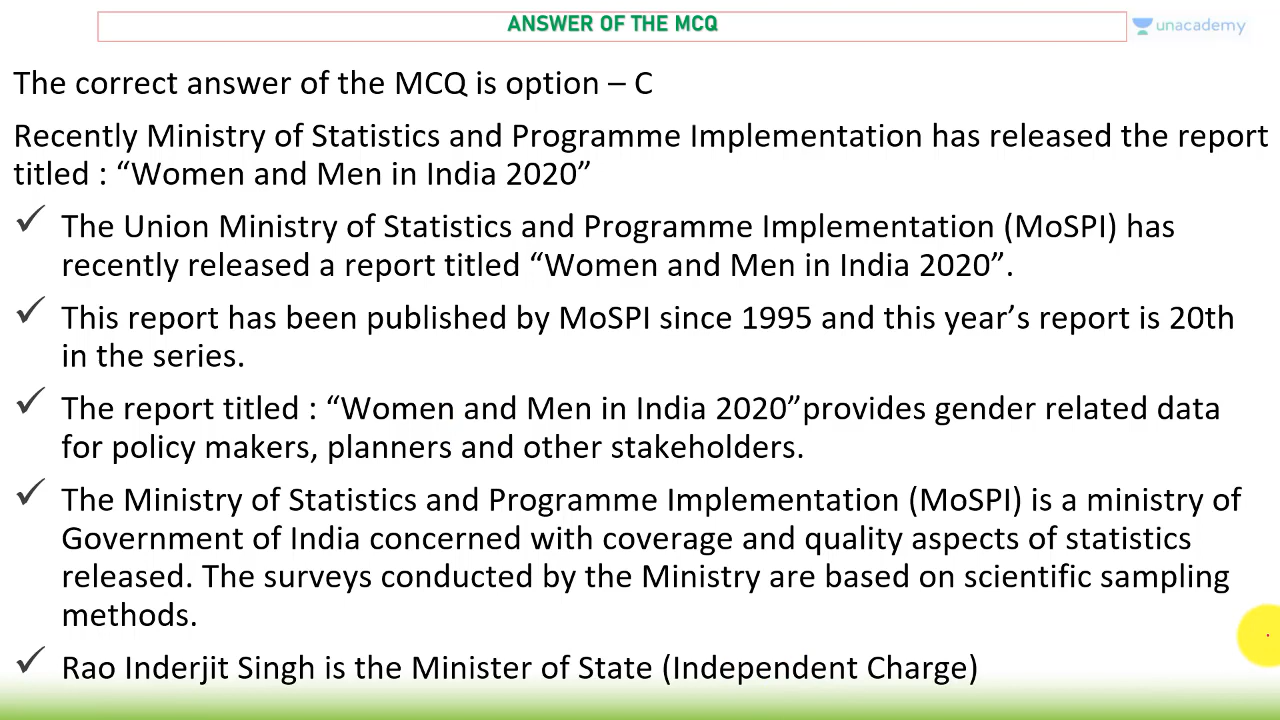 ANSWER OF THE MCQ
unacademy
The correct answer of the MCQ is option – C
Recently Ministry of Statistics and Programme Implementation has released the report
titled : “Women and Men in India 2020”
✓ The Union Ministry of Statistics and Programme Implementation (MoSPI) has
recently released a report titled “Women and Men in India 2020”.
✓ This report has been published by MoSPI since 1995 and this year’s report is 20th
in the series.
✓ The report titled : “Women and Men in India 2020”provides gender related data
for policy makers, planners and other stakeholders.
✓ The Ministry of Statistics and Programme Implementation (MoSPI) is a ministry of
Government of India concerned with coverage and quality aspects of statistics
released. The surveys conducted by the Ministry are based on scientific sampling
methods.
✓ Rao Inderjit Singh is the Minister of State (Independent Charge)